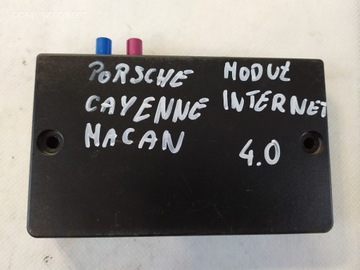 PORSCHE MODUŁ
CAYENNE INTERNET
MACAN 4.0